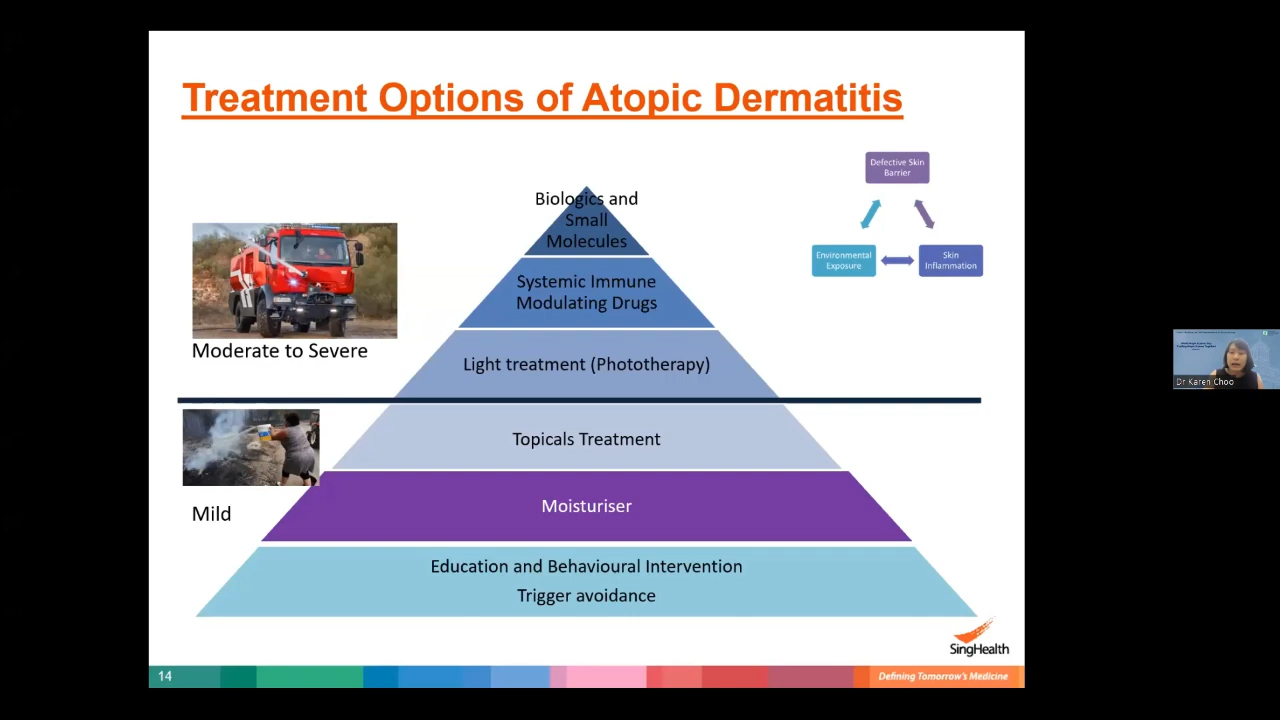 Treatment Options of Atopic Dermatitis
Defective Skin
Barrier
Environmental
Exposure
Skin
Inflammation
Biologics and
Small
Molecules
Systemic Immune
Modulating Drugs
Moderate to Severe
Light treatment (Phototherapy)
Topicals Treatment
Mild
Moisturiser
Education and Behavioural Intervention
Trigger avoidance
SingHealth
14
Defining Tomorrow's Medicine
Dr Karen Choo